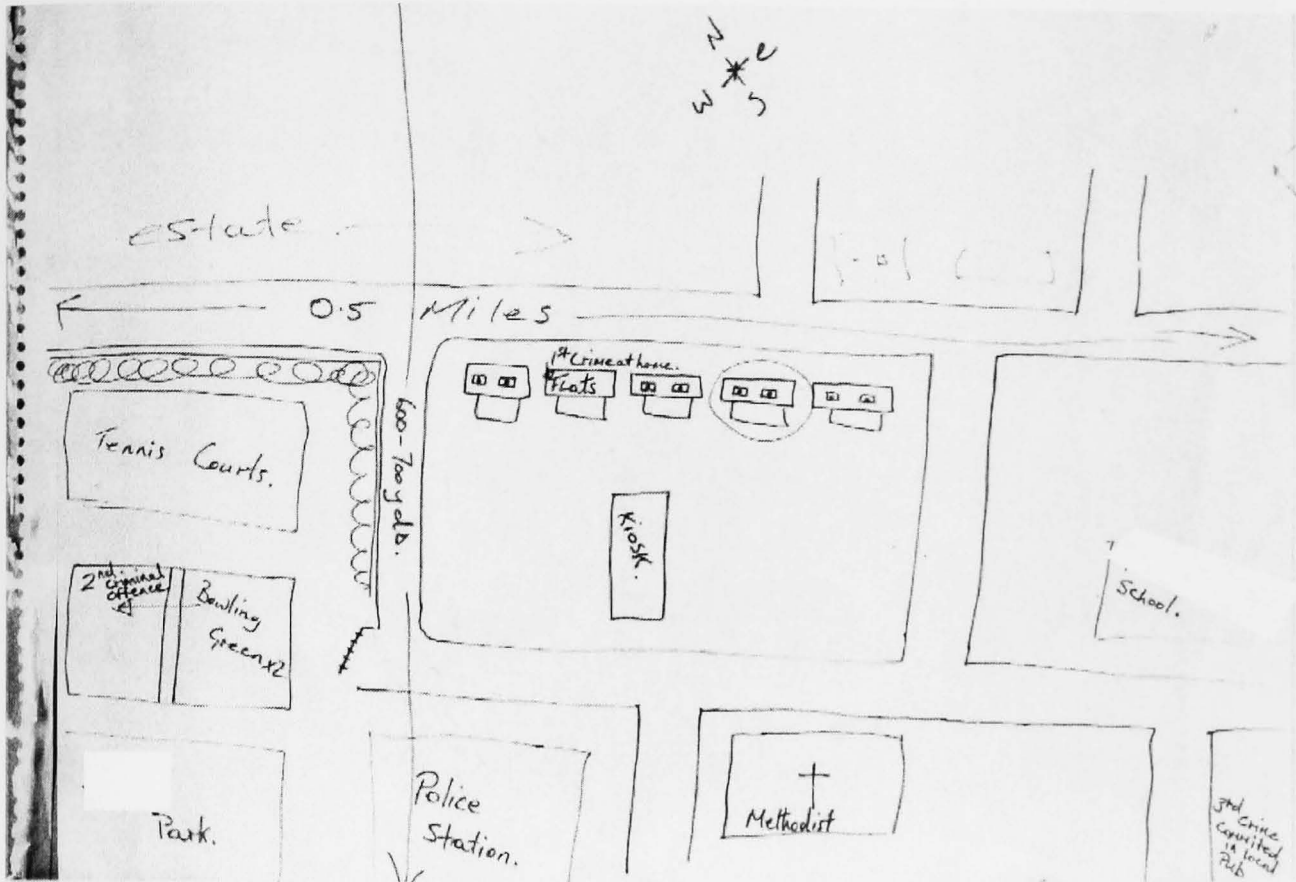 N
e
W
S
estate
0.5 Miles
1st Crime at home.
Flats
600-700 yds.
Tennis Courts.
Kiosk.
2nd criminal
offence
Bowling
Green x2
School.
Park.
Police
Station.
Methodist
3rd crime
committed
in local
Pub